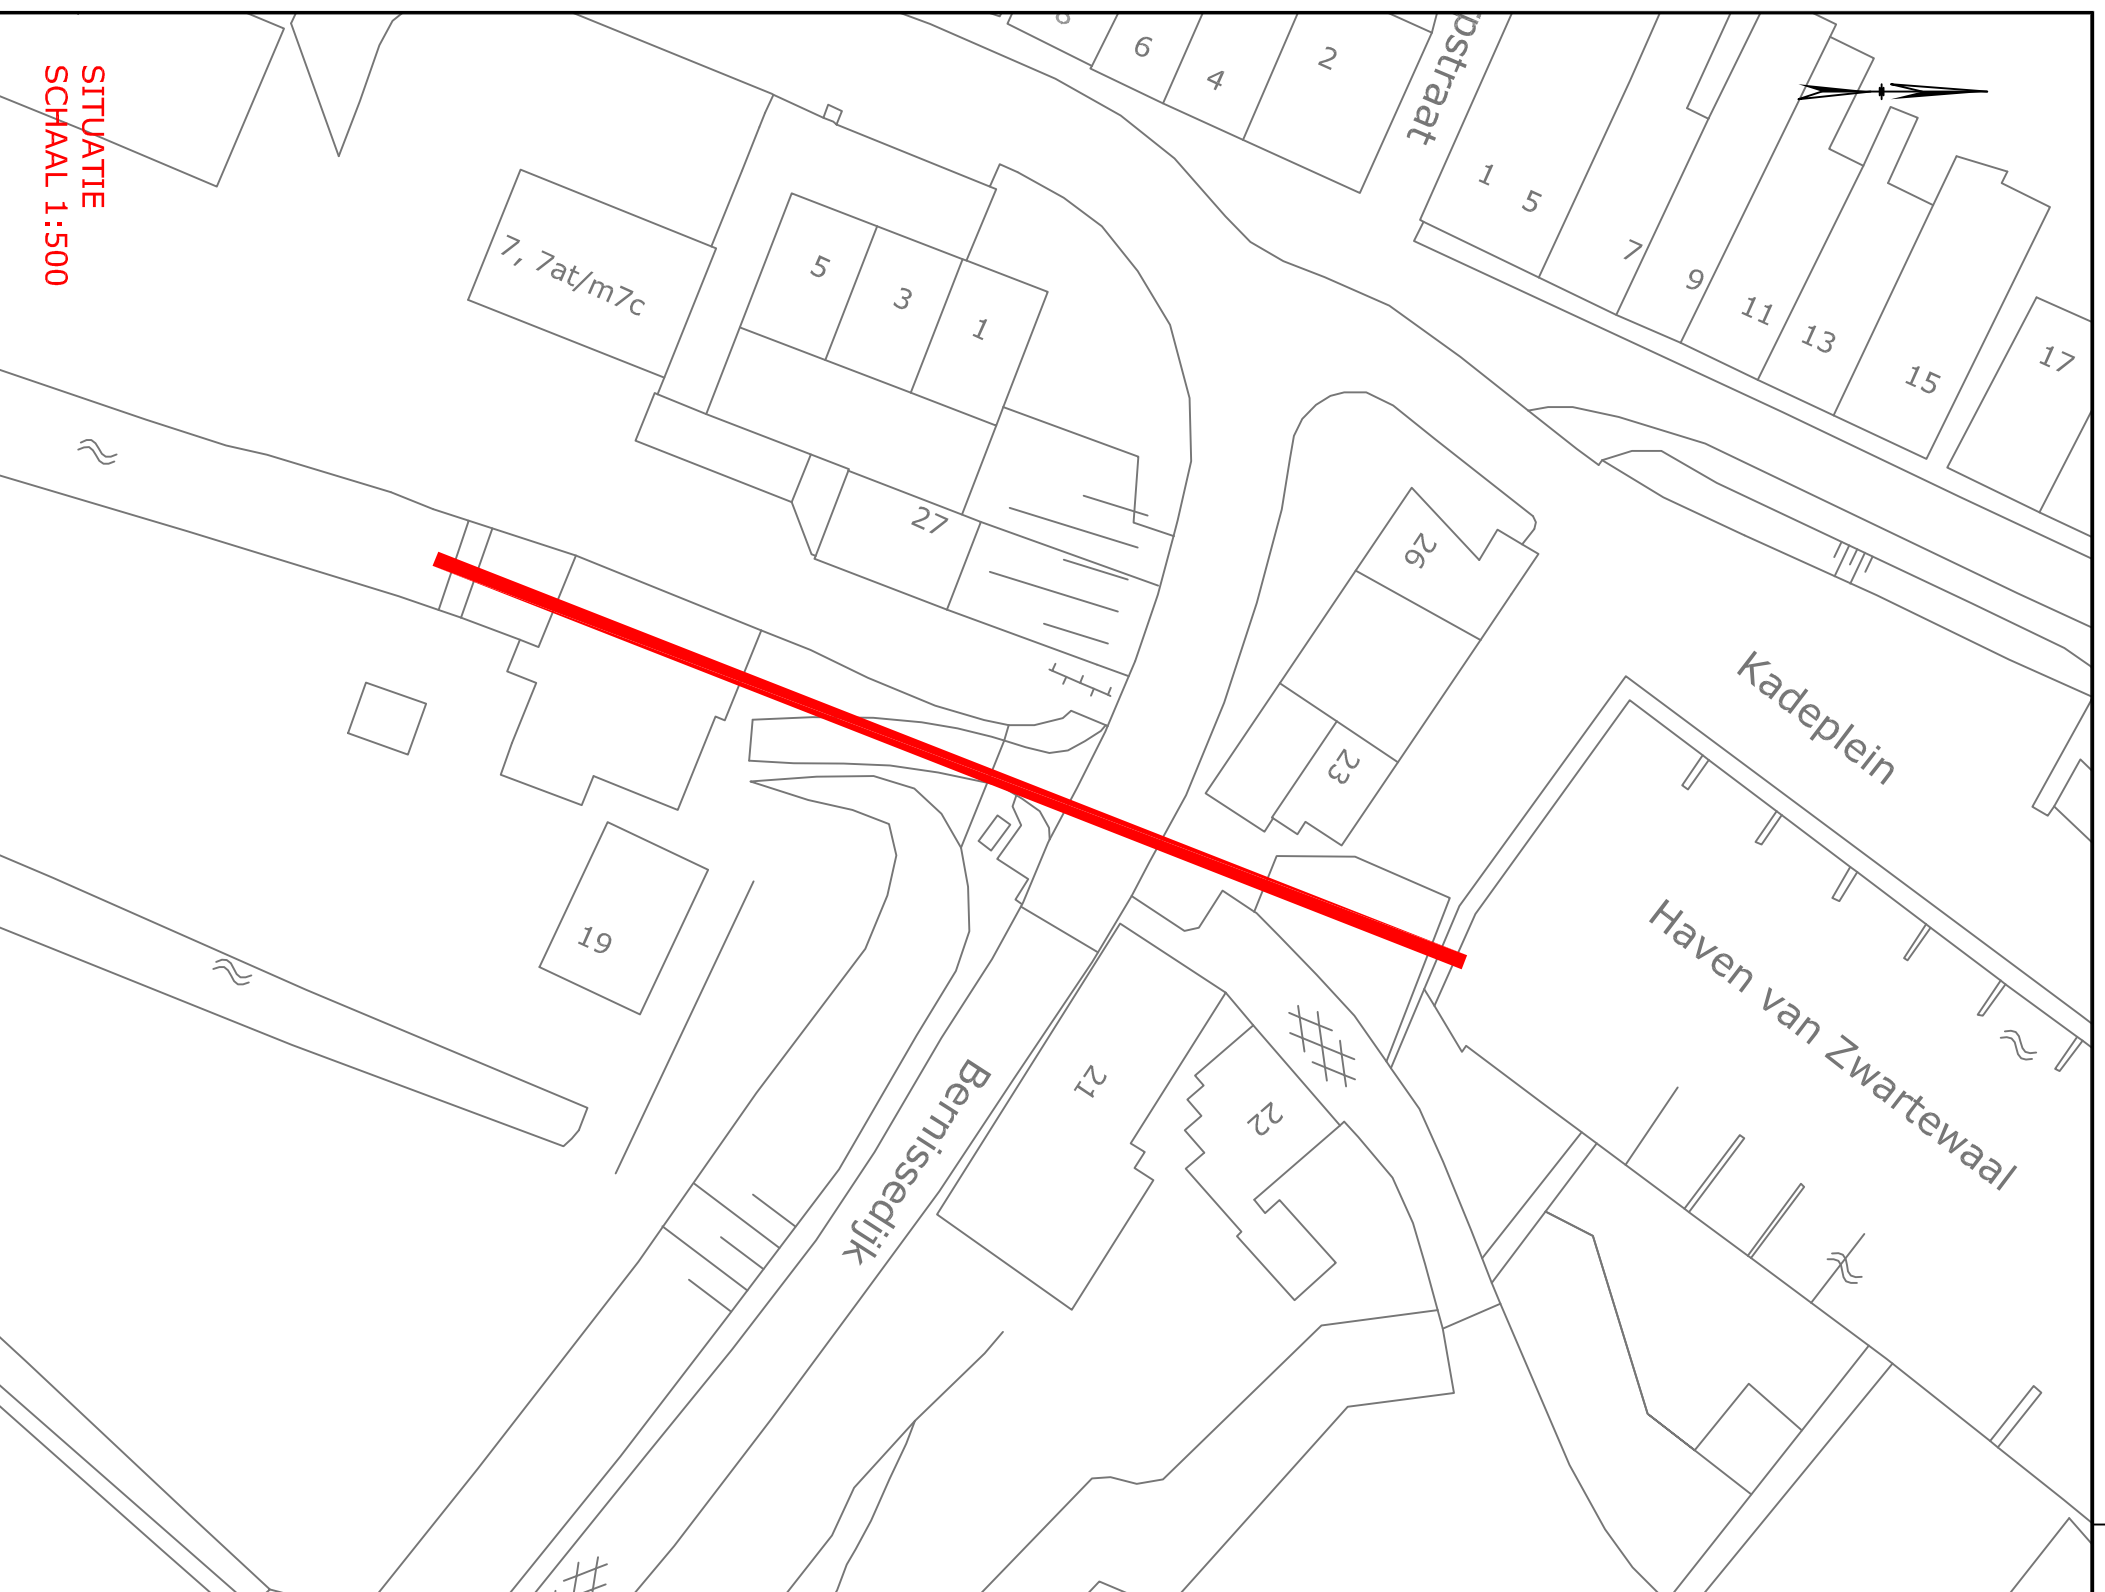 SITUATIE
SCHAAL 1:500
6
4
2
pstraat
1
5
7
9
11
13
15
17
7, 7at/m7c
5
3
1
27
26
23
Kadeplein
Haven van Zwartewaal
19
21
22
Bernissedijk